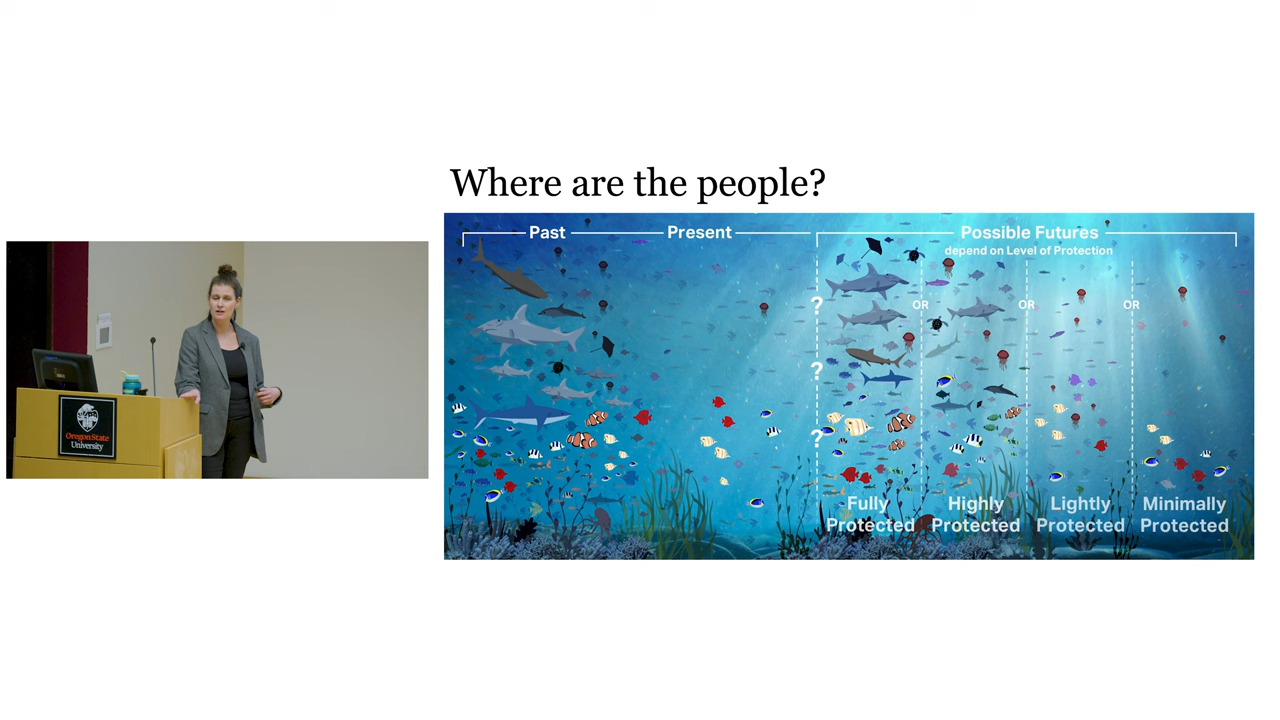 Where are the people?
Past
Present
Possible Futures
depend on Level of Protection
?
OR
OR
OR
?
?
Fully
Protected
Highly
Protected
Lightly
Protected
Minimally
Protected
Oregon State
University